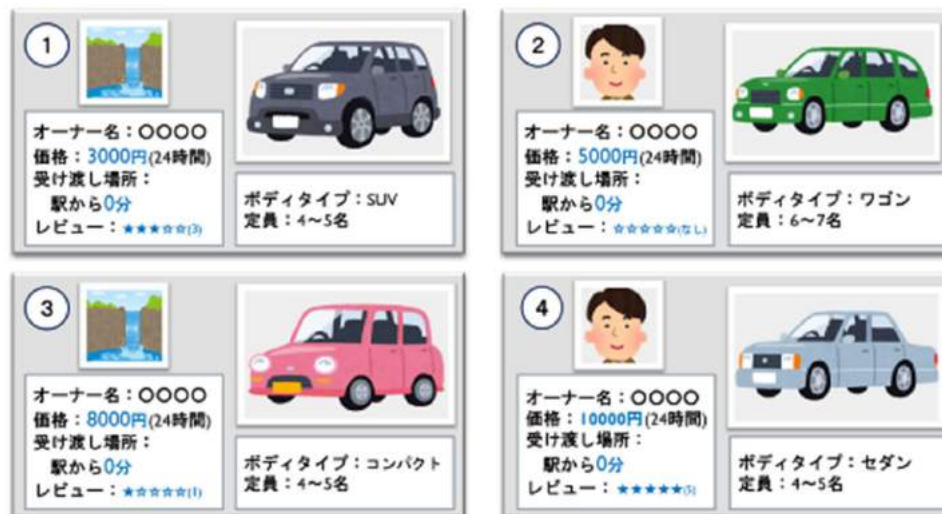 1
オーナー名：〇〇〇〇
価格：3000円(24時間)
受け渡し場所：
駅から0分
レビュー：★★★☆☆(3)
ボディタイプ：SUV
定員：4～5名
2
オーナー名：〇〇〇〇
価格：5000円(24時間)
受け渡し場所：
駅から0分
レビュー：☆☆☆☆☆(なし)
ボディタイプ：ワゴン
定員：6～7名
3
オーナー名：〇〇〇〇
価格：8000円(24時間)
受け渡し場所：
駅から0分
レビュー：★☆☆☆☆(1)
ボディタイプ：コンパクト
定員：4～5名
4
オーナー名：〇〇〇〇
価格：10000円(24時間)
受け渡し場所：
駅から0分
レビュー：★★★★★(5)
ボディタイプ：セダン
定員：4～5名